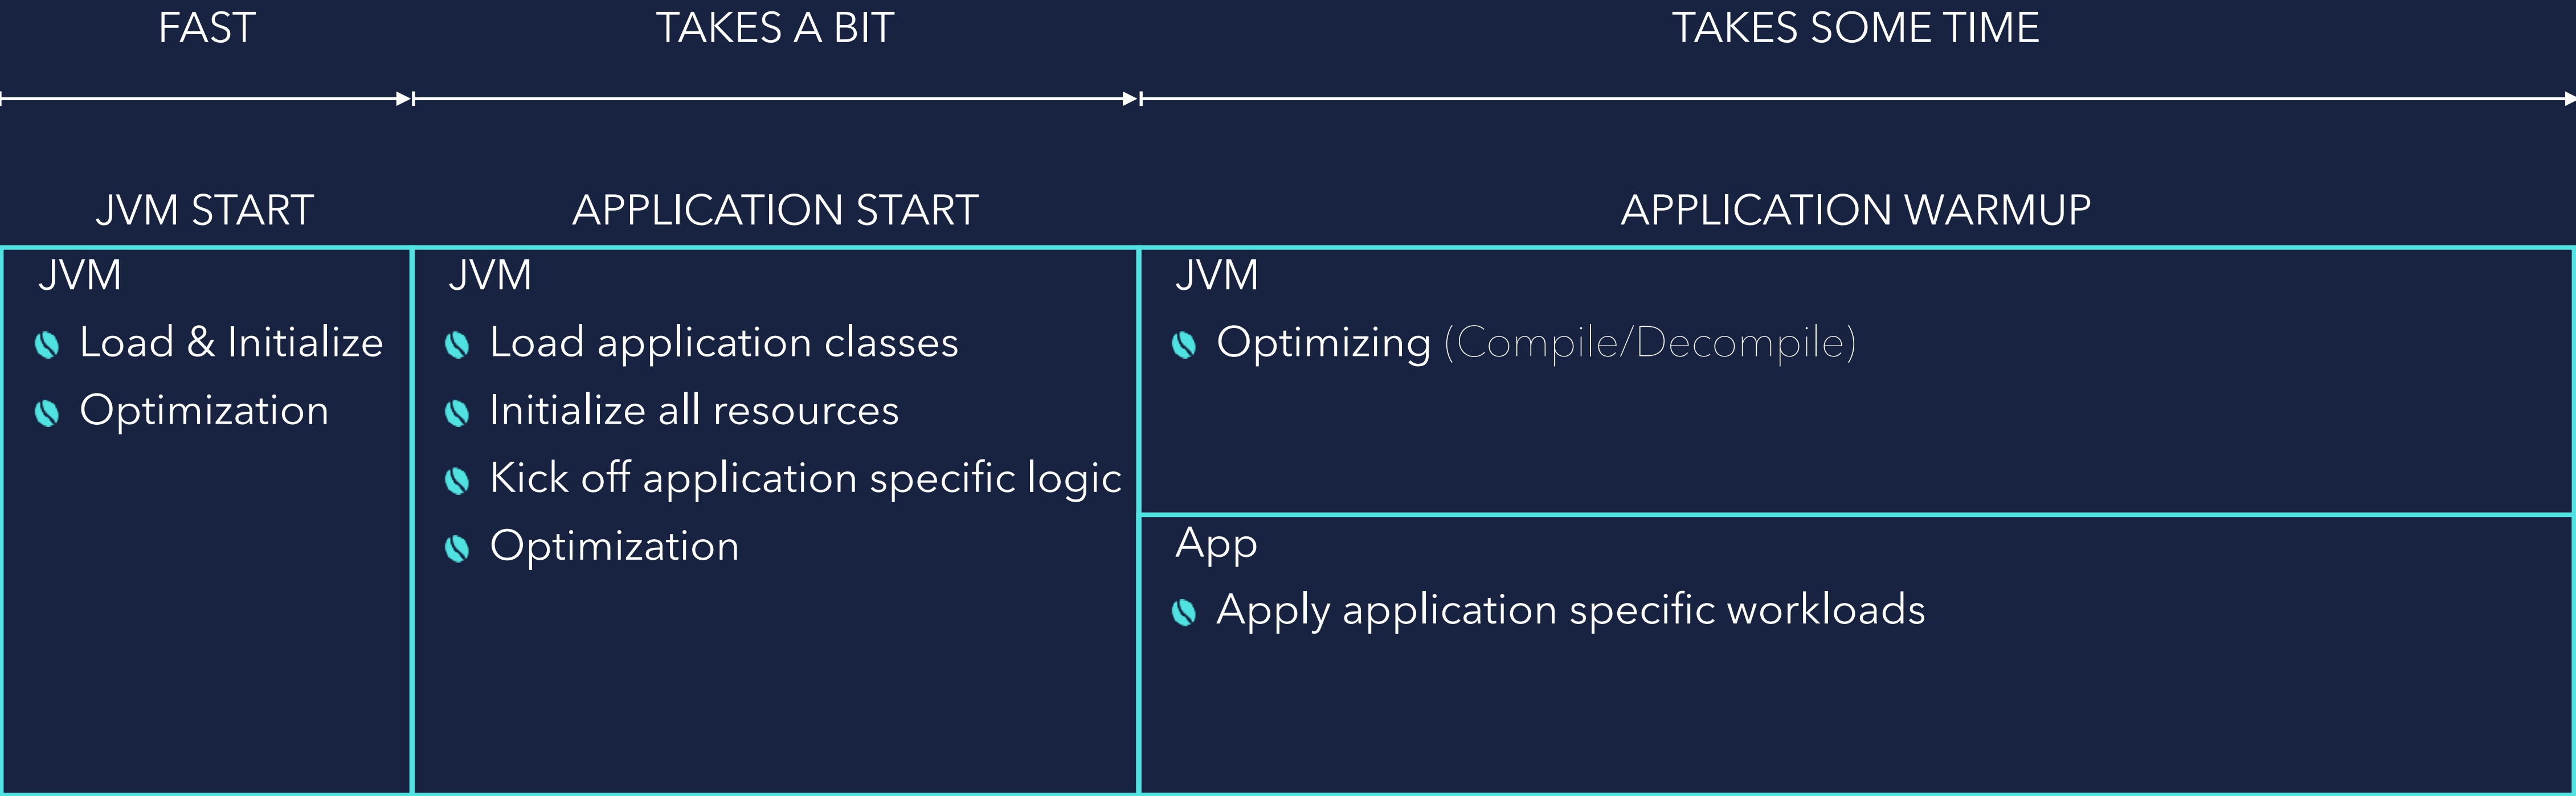 FAST
TAKES A BIT
TAKES SOME TIME
JVM START
APPLICATION START
APPLICATION WARMUP
JVM
Load & Initialize
Optimization
JVM
Load application classes
Initialize all resources
Kick off application specific logic
Optimization
JVM
Optimizing (Compile/Decompile)
App
Apply application specific workloads